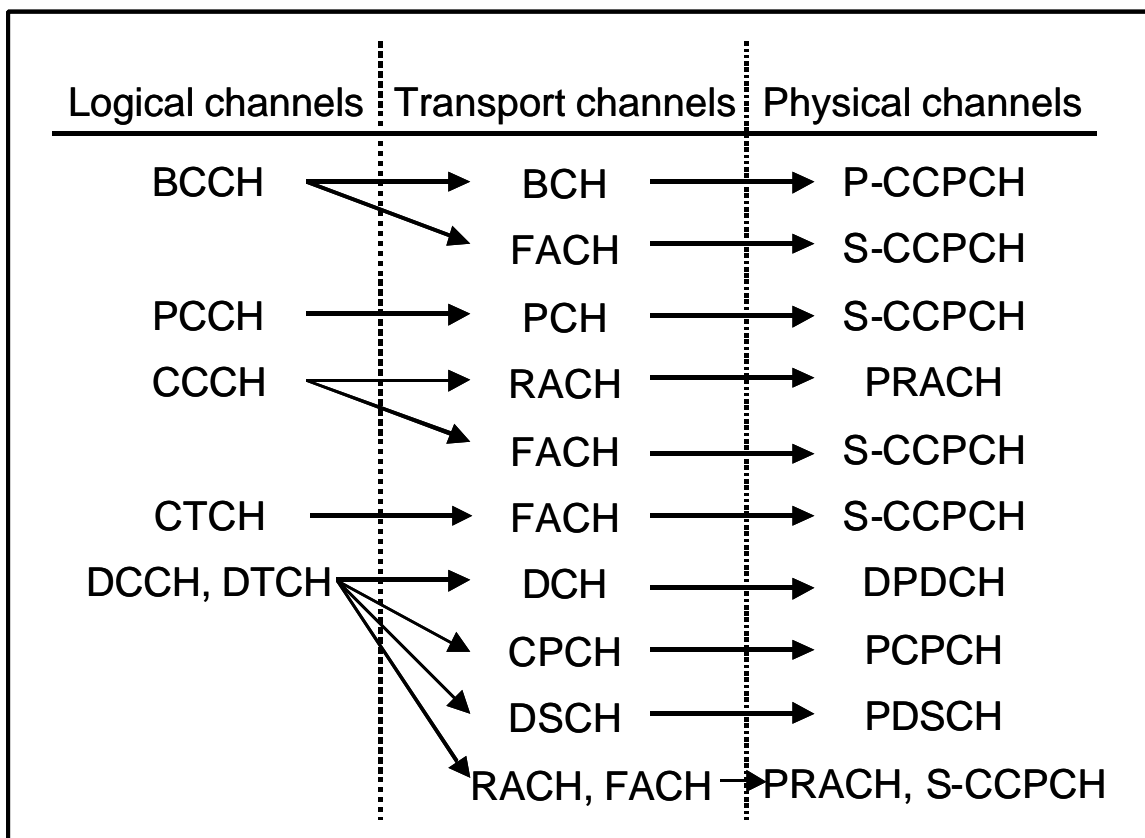 Logical channels Transport channels Physical channels
BCCH BCH P-CCPCH
FACH S-CCPCH
PCCH PCH S-CCPCH
CCCH RACH PRACH
FACH S-CCPCH
CTCH FACH S-CCPCH
DCCH, DTCH DCH DPDCH
CPCH PCPCH
DSCH PDSCH
RACH, FACH PRACH, S-CCPCH